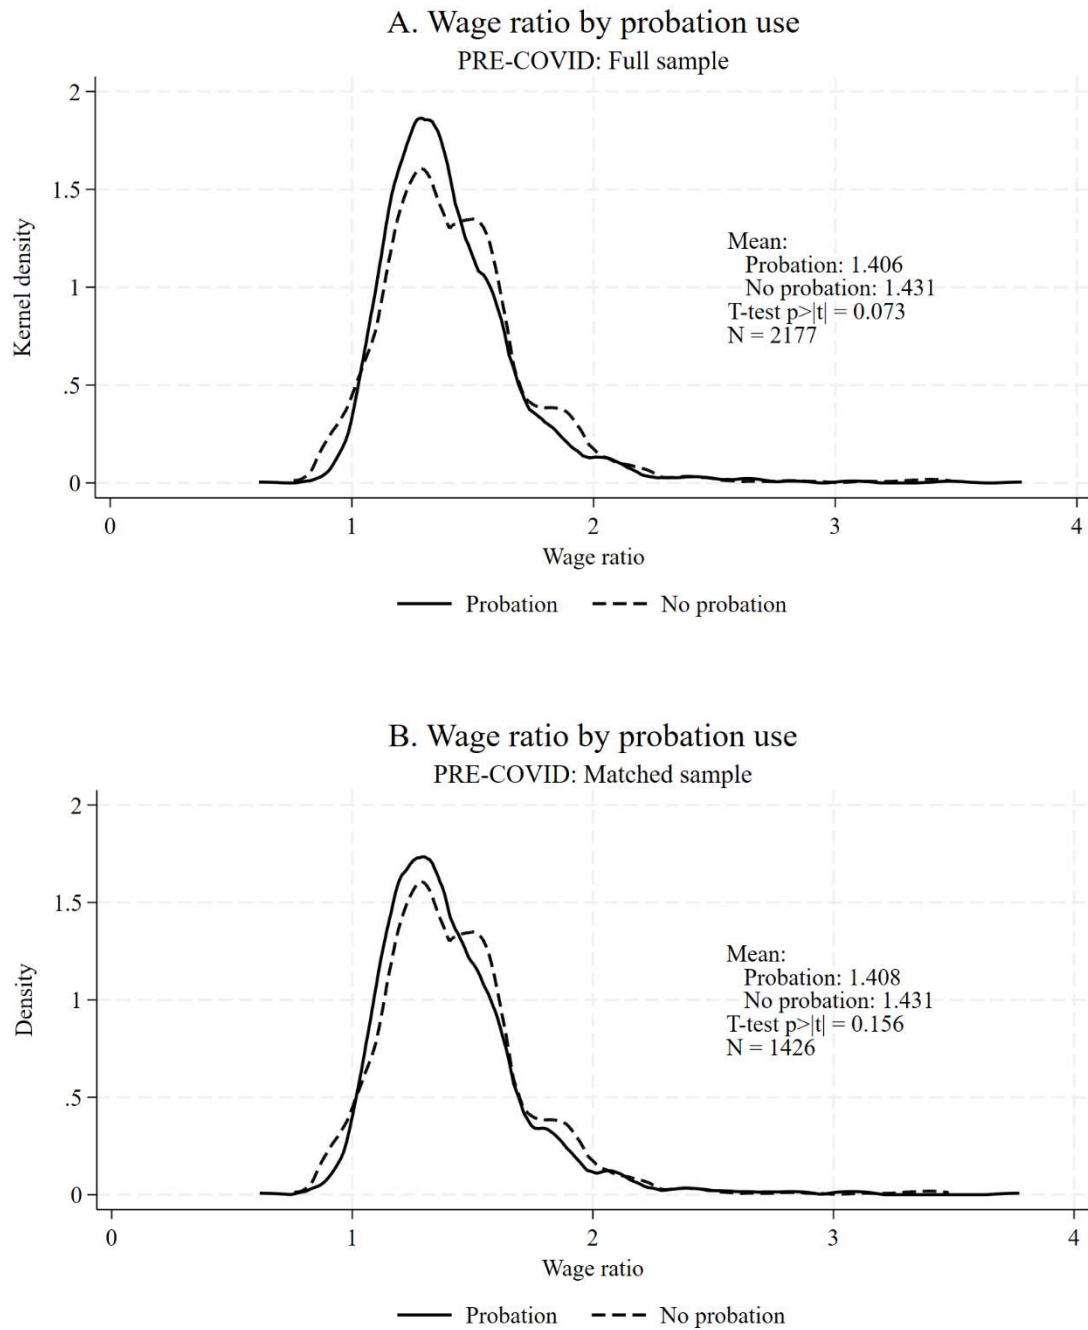 A. Wage ratio by probation use
PRE-COVID: Full sample
2
1.5
1
.5
0
Kernel density
Mean:
Probation: 1.406
No probation: 1.431
T-test p>|t| = 0.073
N = 2177
0 1 2 3 4
Wage ratio
Probation No probation
B. Wage ratio by probation use
PRE-COVID: Matched sample
2
1.5
1
.5
0
Density
Mean:
Probation: 1.408
No probation: 1.431
T-test p>|t| = 0.156
N = 1426
0 1 2 3 4
Wage ratio
Probation No probation